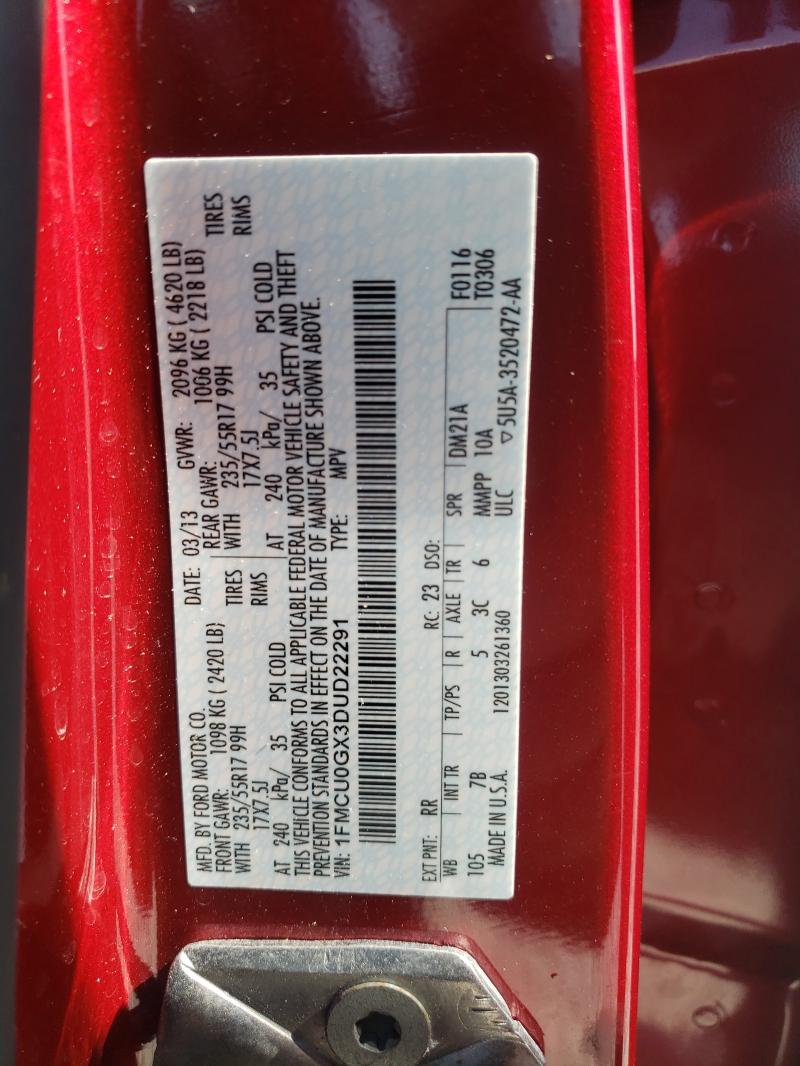 MFD. BY FORD MOTOR CO.
DATE: 03/13 GVWR: 2096 KG ( 4620 LB)
FRONT GAWR: 1098 KG ( 2420 LB) REAR GAWR: 1006 KG ( 2218 LB)
WITH 235/55R17 99H TIRES WITH 235/55R17 99H TIRES
17X7.5J RIMS 17X7.5J RIMS
AT 240 kPa/ 35 PSI COLD AT 240 kPa/ 35 PSI COLD
THIS VEHICLE CONFORMS TO ALL APPLICABLE FEDERAL MOTOR VEHICLE SAFETY AND THEFT
PREVENTION STANDARDS IN EFFECT ON THE DATE OF MANUFACTURE SHOWN ABOVE.
VIN: 1FMCU0GX3DUD22291 TYPE: MPV
EXT PNT: RR RC: 23 DSO: F0116
WB INT TR TP/PS R AXLE TR SPR DM21A T0306
105 7B 5 3C 6 MMPP 10A
MADE IN U.S.A. 1201303261360 ULC ▽5U5A-3520472-AA